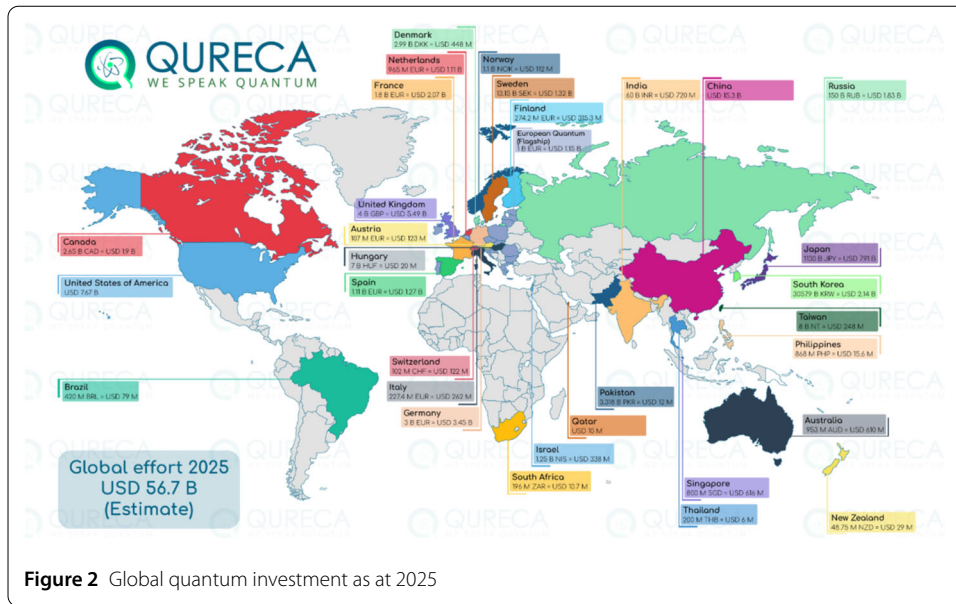 QURECA
WE SPEAK QUANTUM
Denmark
2.99 B DKK = USD 448 M
Netherlands
965 M EUR = USD 1.11 B
France
1.8 B EUR = USD 2.07 B
Norway
1.1 B NOK = USD 112 M
Sweden
13.15 B SEK = USD 1.32 B
Finland
274.2 M EUR = USD 315.3 M
European Quantum
(Flagship)
1 B EUR = USD 1.15 B
India
60 B INR = USD 720 M
China
USD 15.3 B
Russia
150 B RUB = USD 1.83 B
United Kingdom
4 B GBP = USD 5.49 B
Austria
107 M EUR = USD 123 M
Hungary
7 B HUF = USD 20 M
Spain
1.11 B EUR = USD 1.27 B
Canada
2.65 B CAD = USD 1.9 B
United States of America
USD 7.67 B
Japan
1138 B JPY = USD 7.91 B
South Korea
3057.9 B KRW = USD 2.14 B
Taiwan
8 B NT = USD 248 M
Philippines
868 M PHP = USD 15.6 M
Brazil
420 M BRL = USD 79 M
Switzerland
102 M CHF = USD 122 M
Italy
227.4 M EUR = USD 262 M
Germany
3 B EUR = USD 3.45 B
Pakistan
3.318 B PKR = USD 12 M
Qatar
USD 10 M
Australia
953 M AUD = USD 610 M
Israel
1.25 B NIS = USD 338 M
South Africa
196 M ZAR = USD 10.7 M
Singapore
800 M SGD = USD 616 M
Thailand
200 M THB = USD 6 M
New Zealand
48.75 M NZD = USD 29 M
Global effort 2025
USD 56.7 B
(Estimate)
Figure 2 Global quantum investment as at 2025